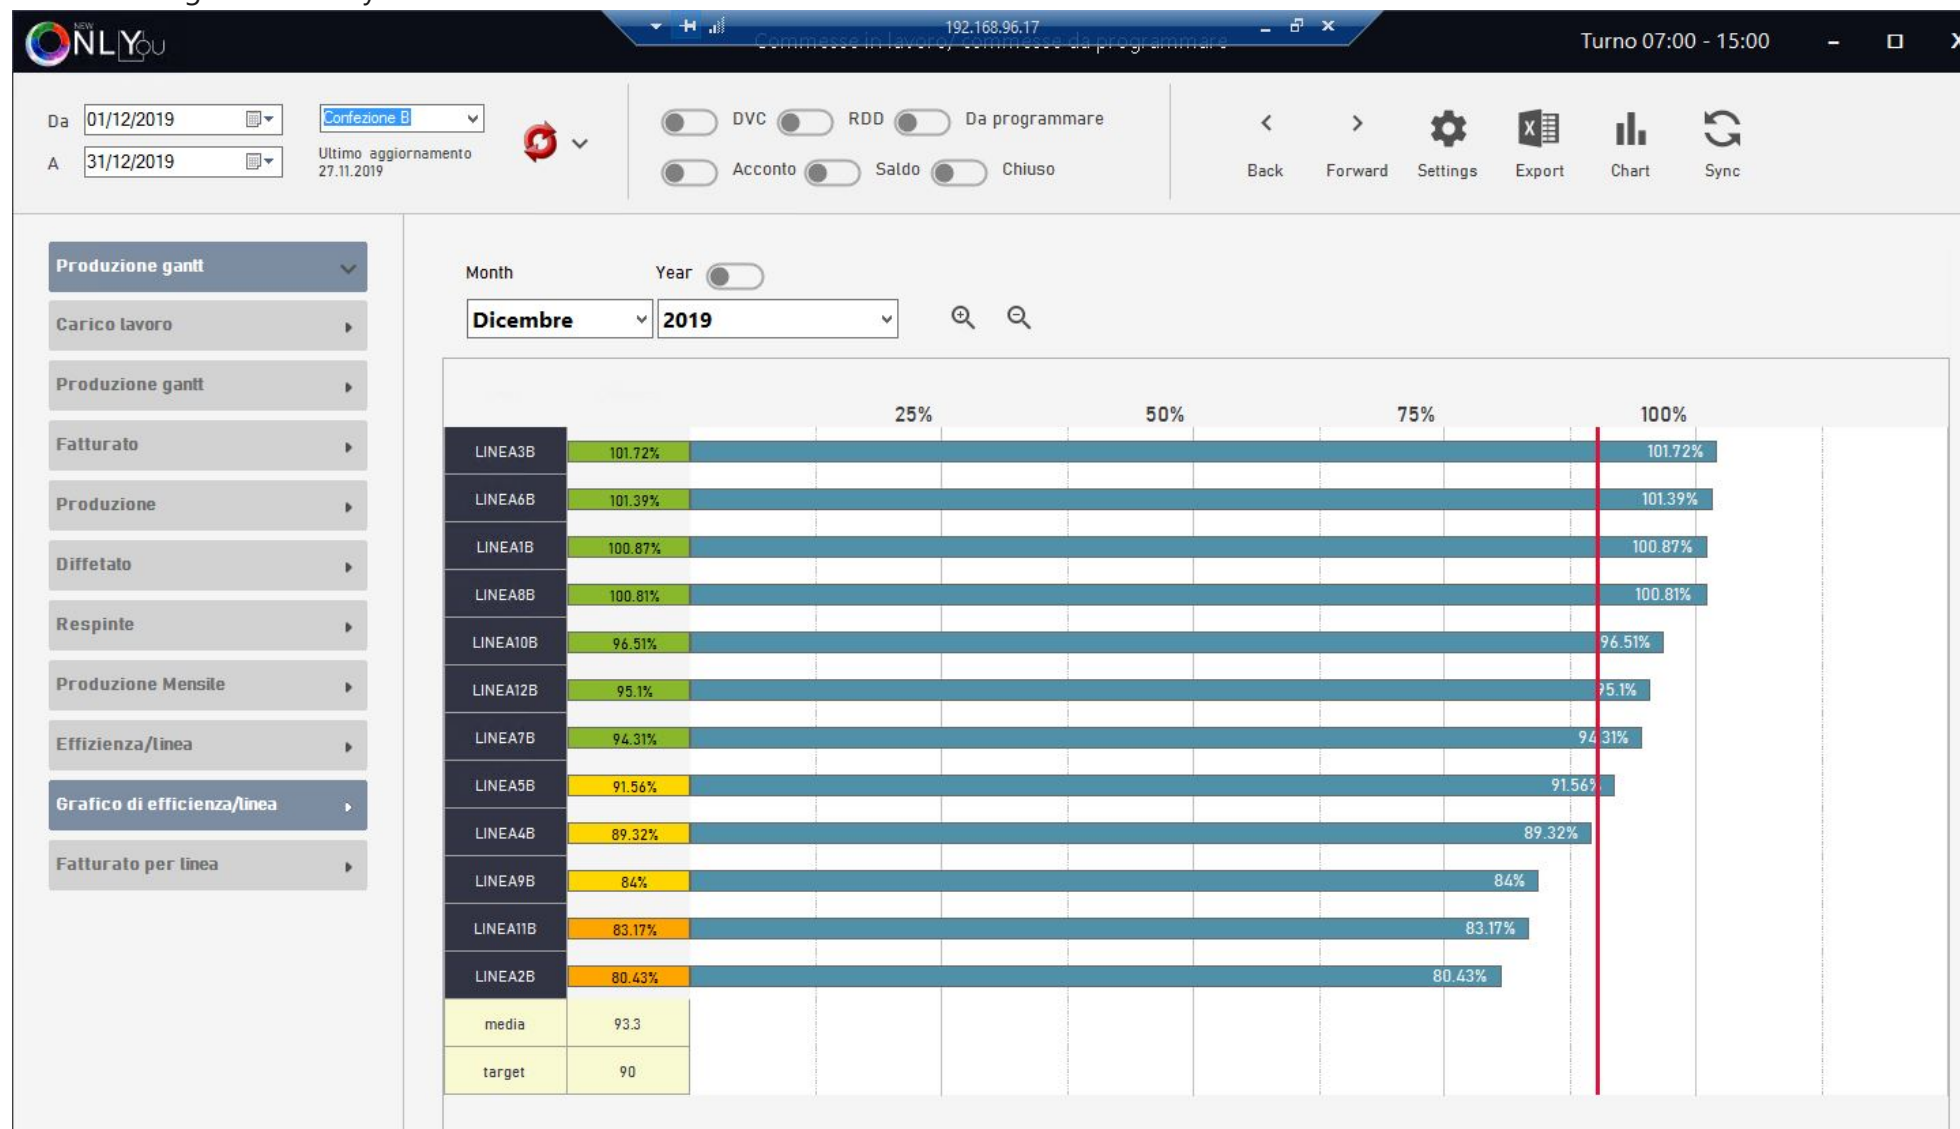 NEW
ONLYou
192.168.96.17
Commesse in lavoro/ commesse da programmare
Turno 07:00 - 15:00
Da 01/12/2019
A 31/12/2019
Confezione B
Ultimo aggiornamento
27.11.2019
DVC RDD Da programmare
Acconto Saldo Chiuso
Back Forward Settings Export Chart Sync
Produzione gantt
Carico lavoro
Produzione gantt
Fatturato
Produzione
Diffetato
Respinte
Produzione Mensile
Effizienza/linea
Grafico di efficienza/linea
Fatturato per linea
Month Year
Dicembre 2019
25% 50% 75% 100%
LINEA3B 101.72% 101.72%
LINEA6B 101.39% 101.39%
LINEA1B 100.87% 100.87%
LINEA8B 100.81% 100.81%
LINEA10B 96.51% 96.51%
LINEA12B 95.1% 95.1%
LINEA7B 94.31% 94.31%
LINEA5B 91.56% 91.56%
LINEA4B 89.32% 89.32%
LINEA9B 84% 84%
LINEA11B 83.17% 83.17%
LINEA2B 80.43% 80.43%
media 93.3
target 90